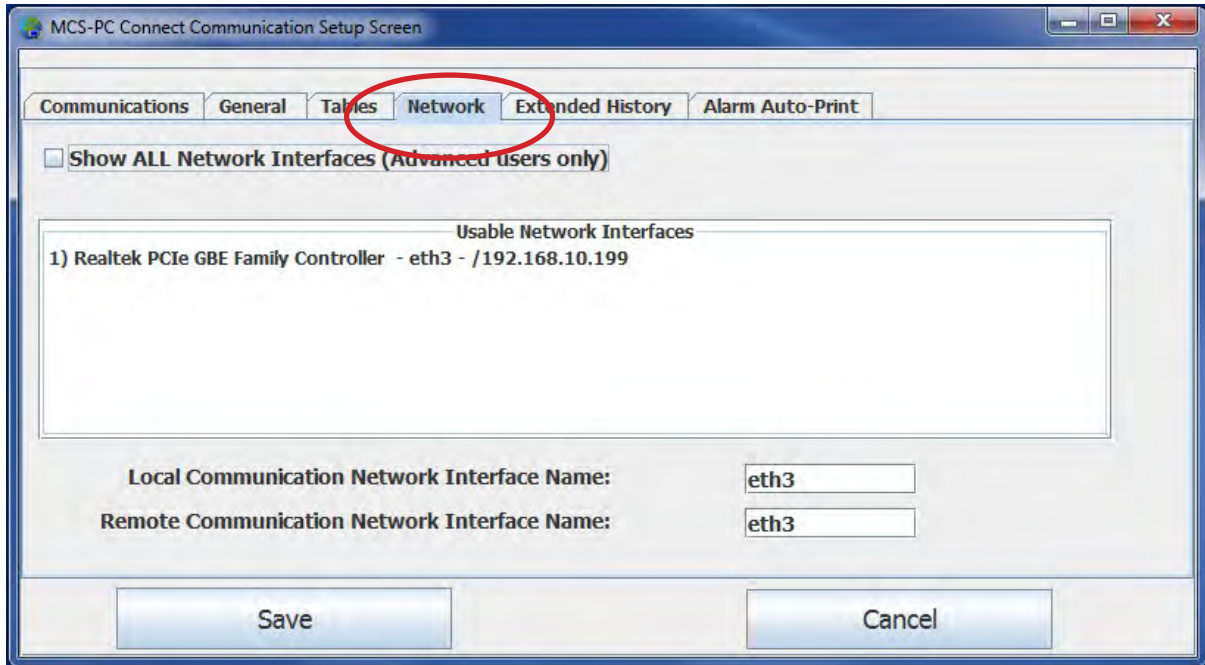 MCS-PC Connect Communication Setup Screen
Communications General Tables Network Extended History Alarm Auto-Print
Show ALL Network Interfaces (Advanced users only)
Usable Network Interfaces
1) Realtek PCIe GBE Family Controller - eth3 - /192.168.10.199
Local Communication Network Interface Name: eth3
Remote Communication Network Interface Name: eth3
Save Cancel